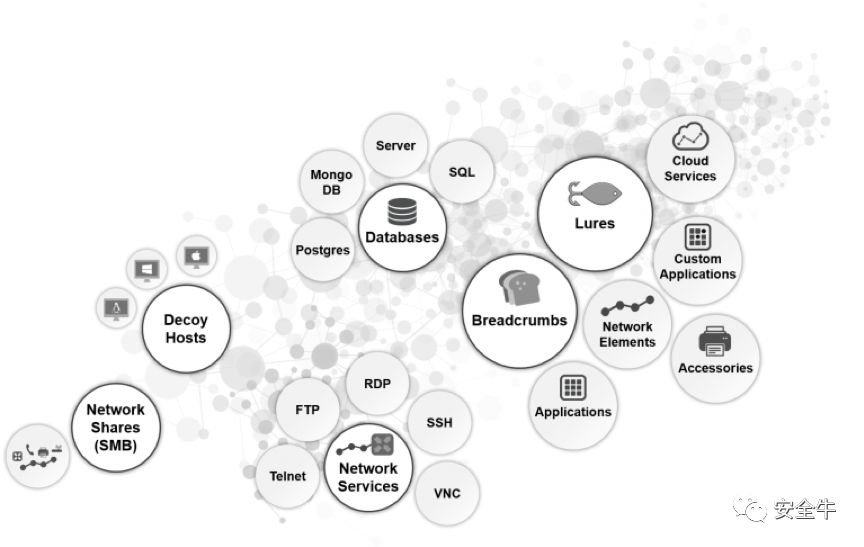 Server
SQL
Mongo
DB
Postgres
Databases
Cloud
Services
Lures
Custom
Applications
Breadcrumbs
Network
Elements
Accessories
Applications
Decoy
Hosts
Network
Shares
(SMB)
RDP
FTP
SSH
Telnet
Network
Services
VNC
安全牛